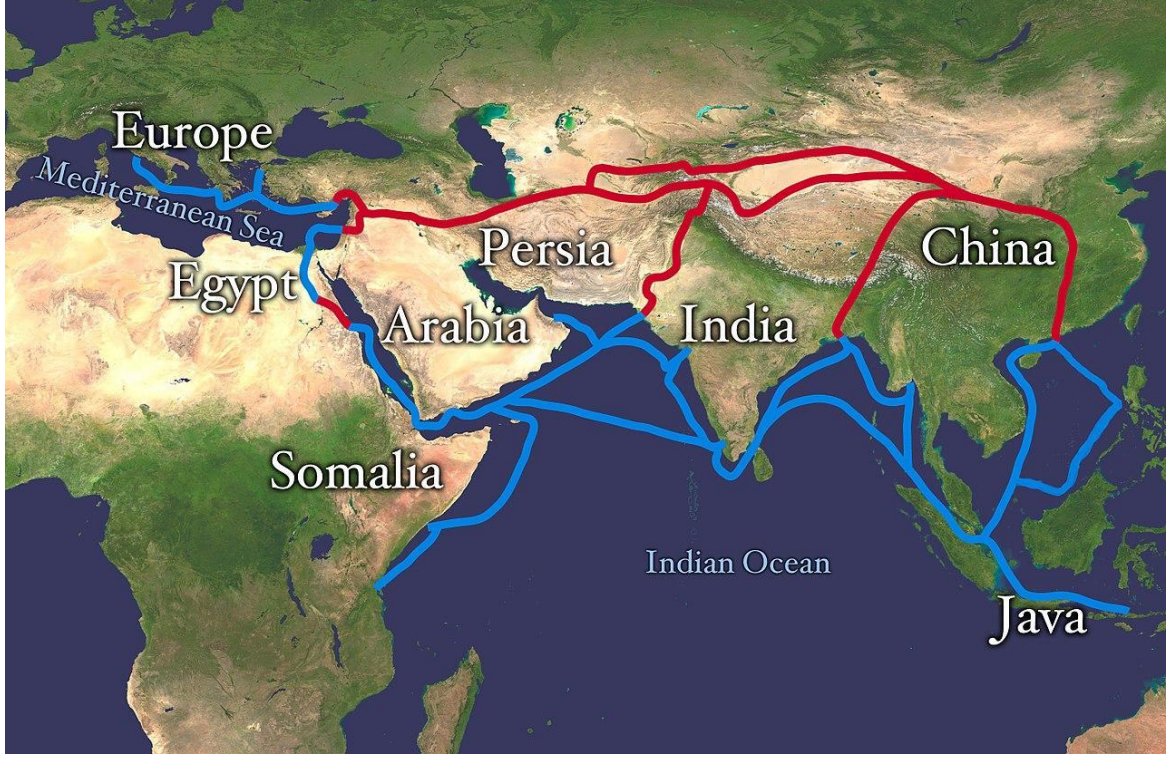 Europe
Mediterranean Sea
Persia
China
Egypt
Arabia
India
Somalia
Indian Ocean
Java